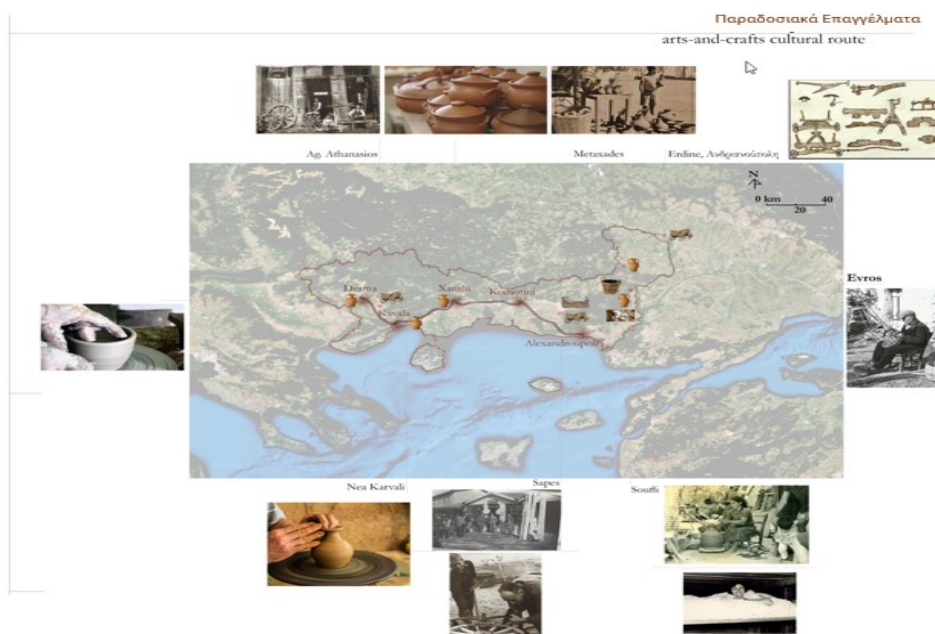 Παραδοσιακά Επαγγέλματα
arts-and-crafts cultural route
Ag. Athanasios
Metaxades
Erdine, Ανδριανούπολη
N
0 km 40
20
Evros
Drama
Xanthi
Komotini
Kavala
Alexandroupoli
Nea Karvali
Sapes
Soufli